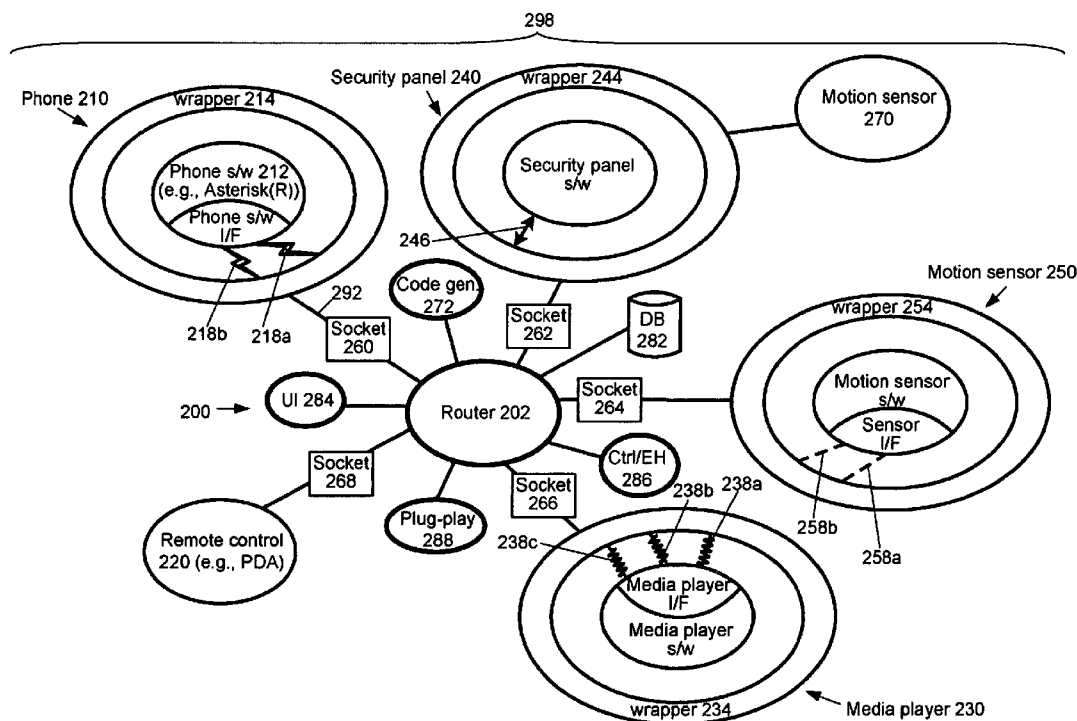 298
Security panel 240
wrapper 244
Phone 210
wrapper 214
Motion sensor
270
Phone s/w 212
(e.g., Asterisk(R))
Phone s/w
I/F
Security panel
s/w
246
Motion sensor 250
wrapper 254
218b
218a
292
Code gen.
272
Socket
260
Socket
262
DB
282
Motion sensor
s/w
Sensor
I/F
UI 284
200
Router 202
Socket
264
Socket
268
Socket
266
Ctrl/EH
286
Plug-play
288
258b
258a
Remote control
220 (e.g., PDA)
238c
238b
238a
Media player
I/F
Media player
s/w
wrapper 234
Media player 230